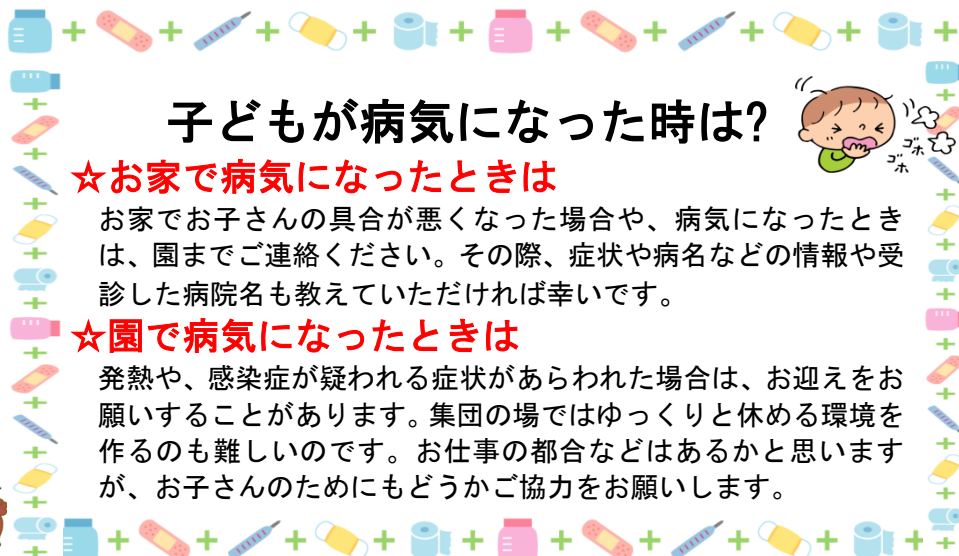 子どもが病気になった時は?
ゴホ
ゴホ
☆お家で病気になったときは
お家でお子さんの具合が悪くなった場合や、病気になったとき
は、園までご連絡ください。その際、症状や病名などの情報や受
診した病院名も教えていただければ幸いです。
☆園で病気になったときは
発熱や、感染症が疑われる症状があらわれた場合は、お迎えをお
願いすることがあります。集団の場ではゆっくりと休める環境を
作るのも難しいのです。お仕事の都合などはあるかと思います
が、お子さんのためにもどうかご協力をお願いします。